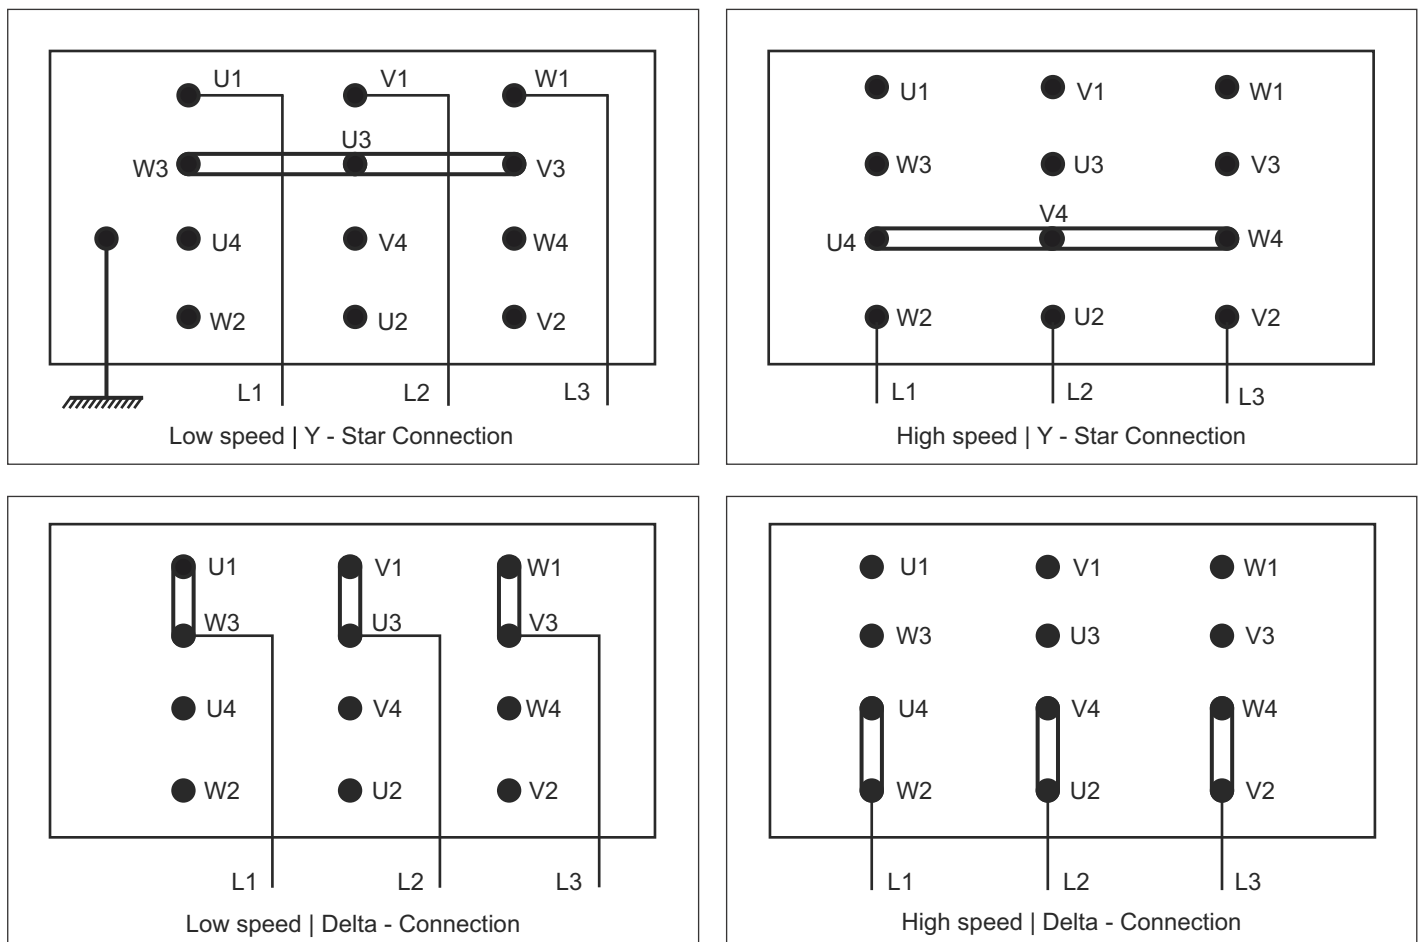 U1 V1 W1
U3
W3 V3
U4 V4 W4
W2 U2 V2
L1 L2 L3
Low speed | Y - Star Connection
U1 V1 W1
W3 U3 V3
V4
U4 W4
W2 U2 V2
L1 L2 L3
High speed | Y - Star Connection
U1 V1 W1
W3 U3 V3
U4 V4 W4
W2 U2 V2
L1 L2 L3
Low speed | Delta - Connection
U1 V1 W1
W3 U3 V3
U4 V4 W4
W2 U2 V2
L1 L2 L3
High speed | Delta - Connection